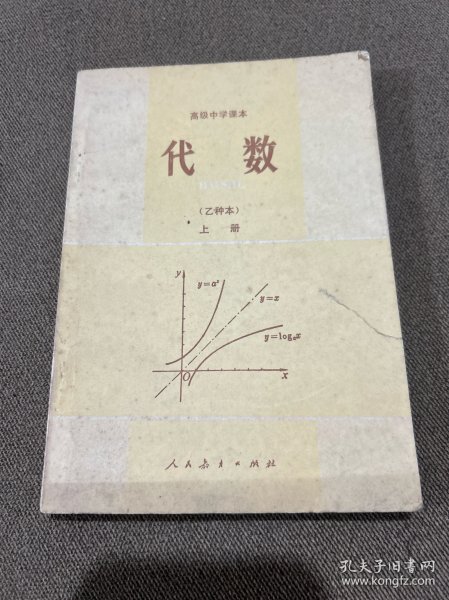 高级中学课本
代数
DAISHU
(乙种本)
上册
y
y=aˣ
y=x
y=logₐx
O
x
人民教育出版社
孔夫子旧书网
www.kongfz.com